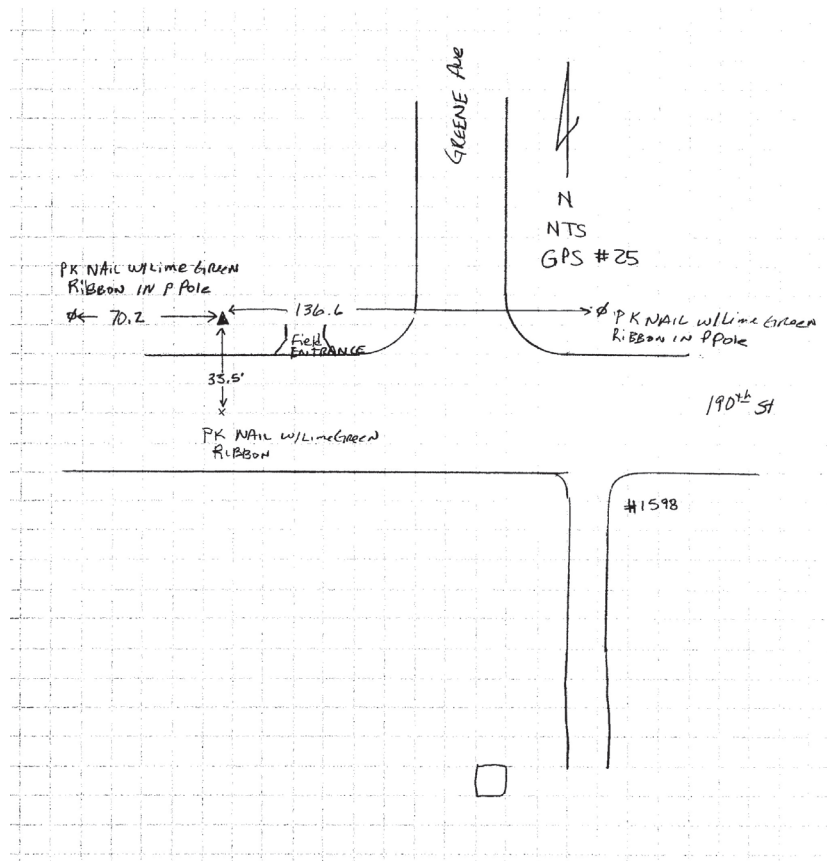 GREENE Ave
N
NTS
GPS #25
PK NAIL W/Lime Green
RIBBON IN P Pole
70.2
136.6
PK NAIL W/Lime Green
RIBBON IN P Pole
Field
ENTRANCE
33.5'
190th St
PK NAIL W/Lime Green
RIBBON
#1598